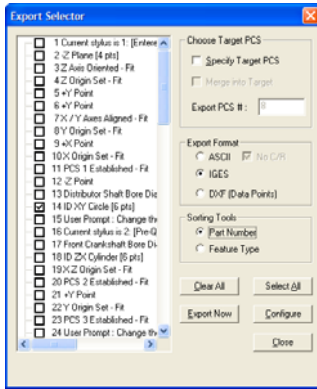 Export Selector
1 Current stylus is 1: [Entere
2 -Z Plane [4 pts]
3 Z Axis Oriented - Fit
4 Z Origin Set - Fit
5 +Y Point
6 +Y Point
7 X / Y Axes Aligned - Fit
8 Y Origin Set - Fit
9 +X Point
10 X Origin Set - Fit
11 PCS 1 Established - Fit
12 -Z Point
13 Distributor Shaft Bore Dia
14 ID XY Circle [6 pts]
15 User Prompt : Change th
16 Current stylus is 2: [Pre-Q
17 Front Crankshaft Bore Di
18 ID ZX Cylinder [6 pts]
19 X Z Origin Set - Fit
20 PCS 2 Established - Fit
21 +Y Point
22 Y Origin Set - Fit
23 PCS 3 Established - Fit
24 User Prompt : Change th
Choose Target PCS
Specify Target PCS
Merge into Target
Export PCS # :
Export Format
ASCII
No C/R
IGES
DXF (Data Points)
Sorting Tools
Part Number
Feature Type
Clear All
Select All
Export Now
Configure
Close